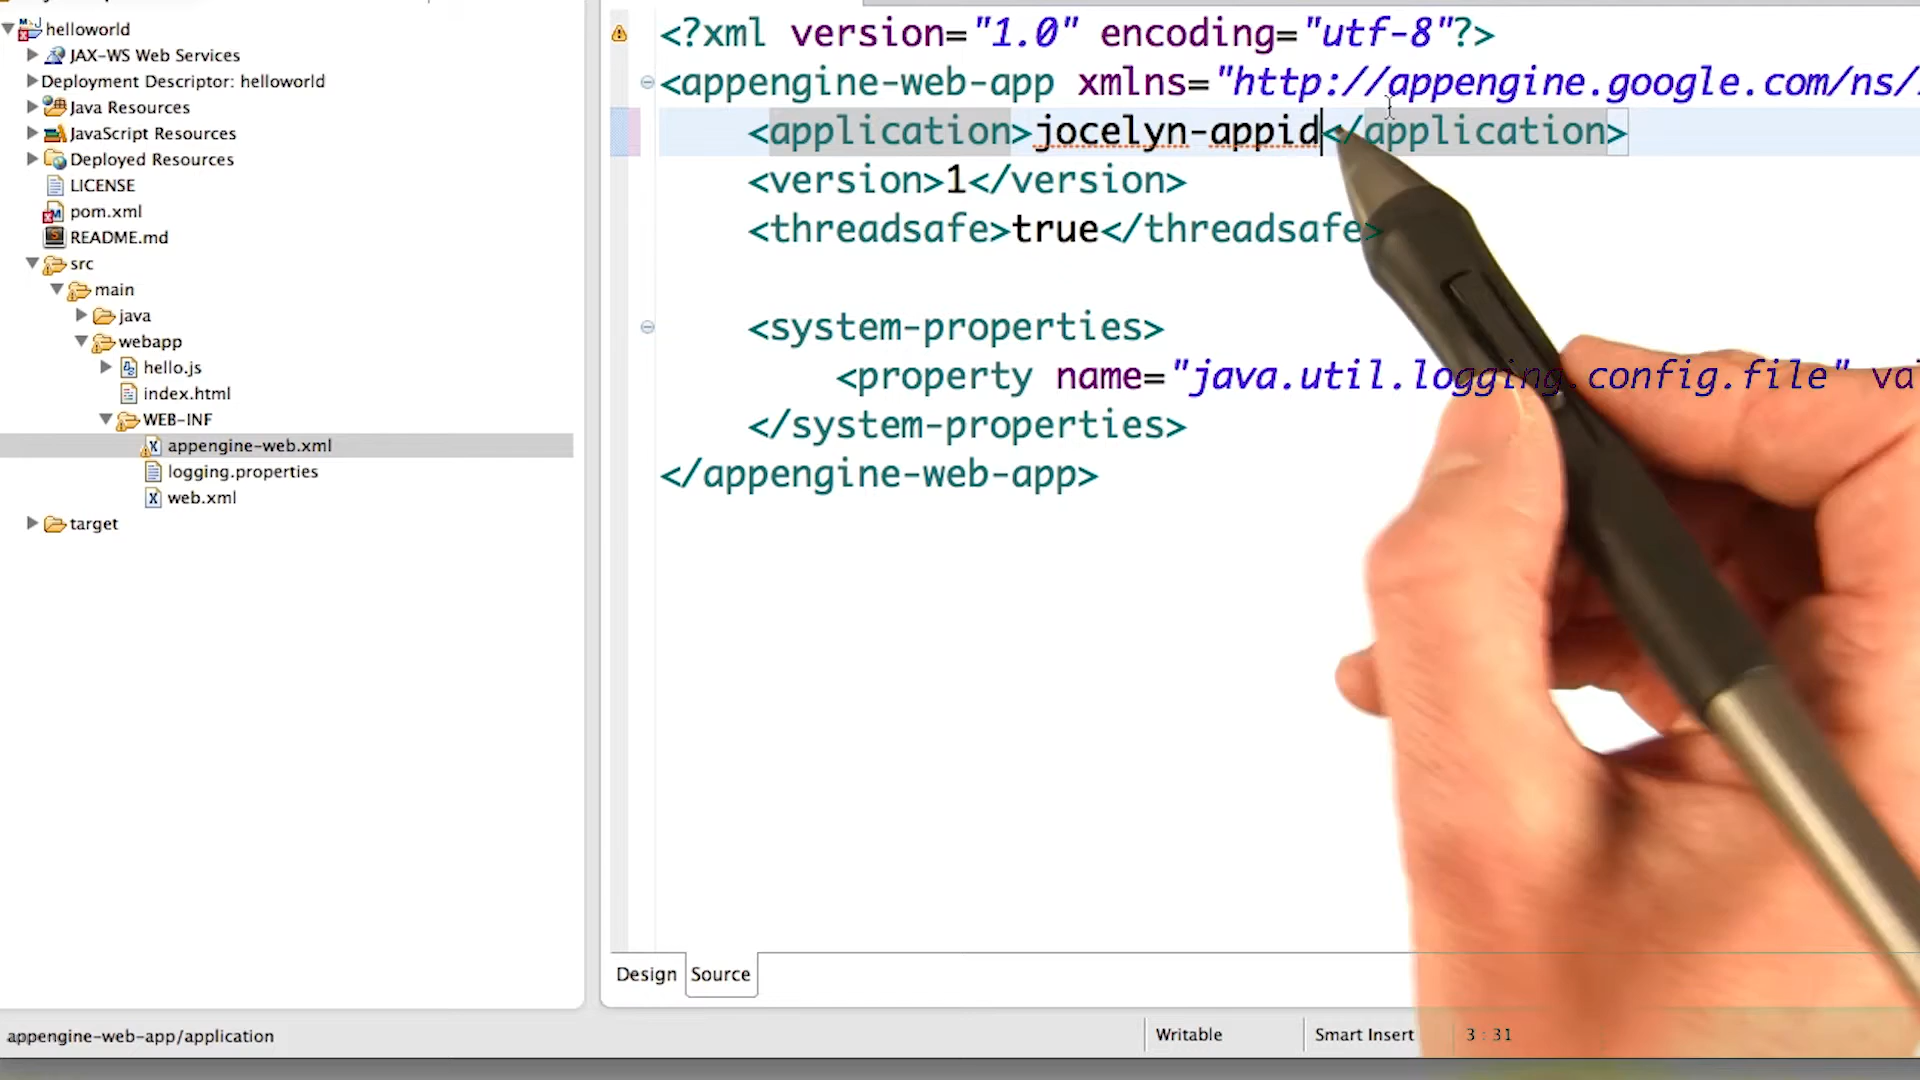 helloworld
JAX-WS Web Services
Deployment Descriptor: helloworld
Java Resources
JavaScript Resources
Deployed Resources
LICENSE
pom.xml
README.md
src
main
java
webapp
hello.js
index.html
WEB-INF
appengine-web.xml
logging.properties
web.xml
target
<?xml version="1.0" encoding="utf-8"?>
<appengine-web-app xmlns="http://appengine.google.com/ns/
<application>jocelyn-appid</application>
<version>1</version>
<threadsafe>true</threadsafe>
<system-properties>
<property name="java.util.logging.config.file" va
</system-properties>
</appengine-web-app>
Design Source
appengine-web-app/application
Writable
Smart Insert
3 : 31